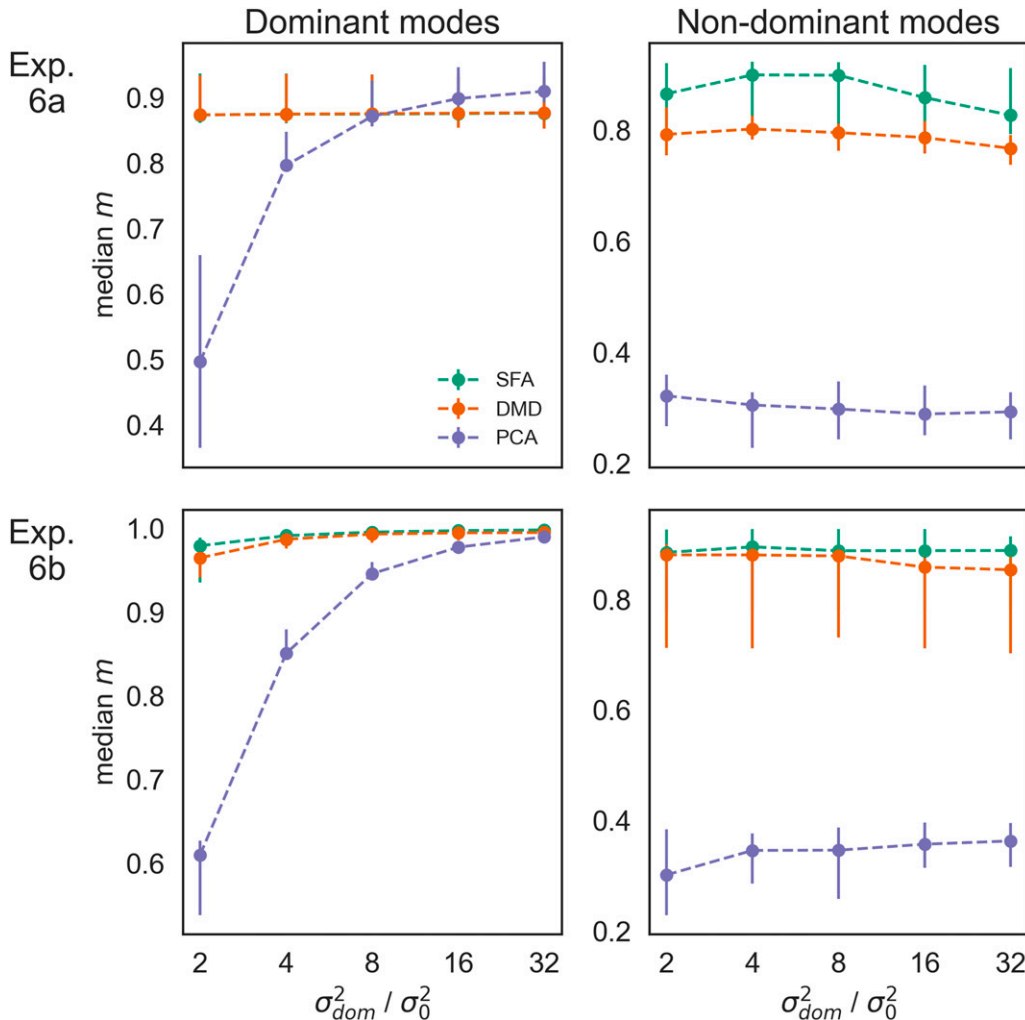 Dominant modes
Non-dominant modes
Exp.
6a
0.9
0.8
0.7
0.6
0.5
0.4
median m
SFA
DMD
PCA
0.8
0.6
0.4
0.2
Exp.
6b
1.0
0.9
0.8
0.7
0.6
median m
0.8
0.6
0.4
0.2
2 4 8 16 32
σ²dom / σ²0
2 4 8 16 32
σ²dom / σ²0